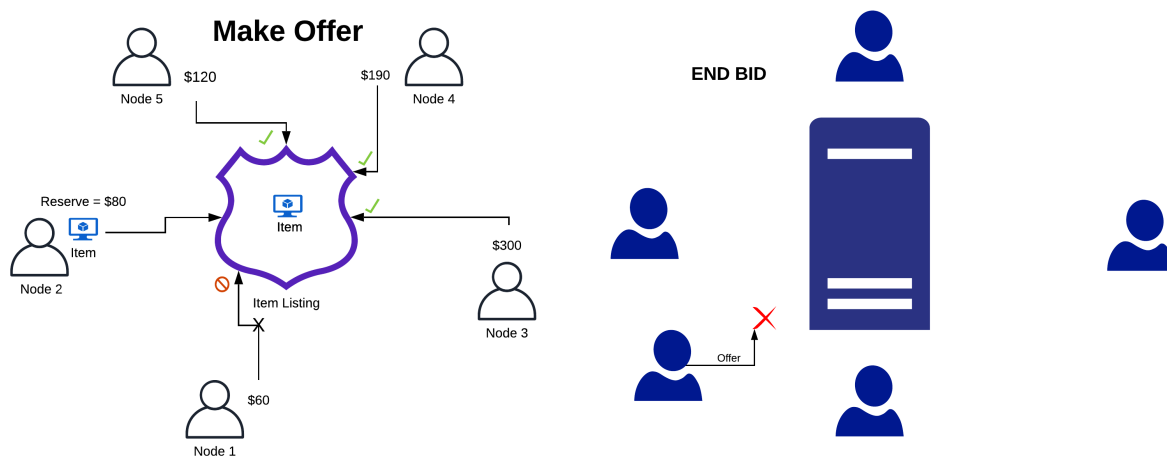 Make Offer
$120
$190
Node 5
Node 4
END BID
Reserve = $80
Item
Item
Node 2
$300
Item Listing
Node 3
X
$60
Node 1
Offer